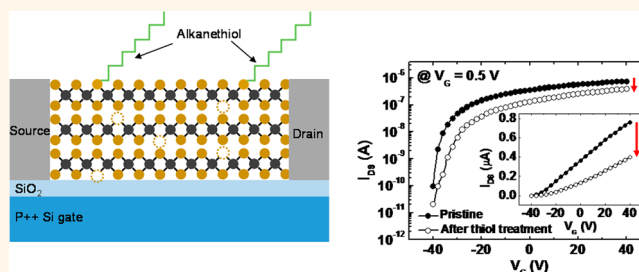 Alkanethiol
Source
Drain
SiO2
P++ Si gate
@ VG = 0.5 V
IDS (A)
10-6
10-7
10-8
10-9
10-10
10-11
10-12
-40 -20 0 20 40
VG (V)
Pristine
After thiol treatment
IDS (μA)
0.8
0.6
0.4
0.2
0.0
-40 -20 0 20 40
VG (V)